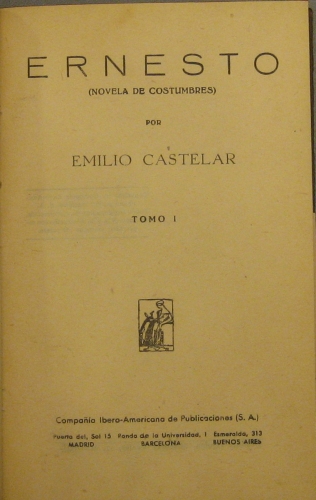 ERNESTO
(NOVELA DE COSTUMBRES)
POR
EMILIO CASTELAR
TOMO I
Compañía Ibero-Americana de Publicaciones (S. A.)
Puerta del, Sol 15 Ronda de la Universidad, 1 Esmeralda, 313
MADRID BARCELONA BUENOS AIRES